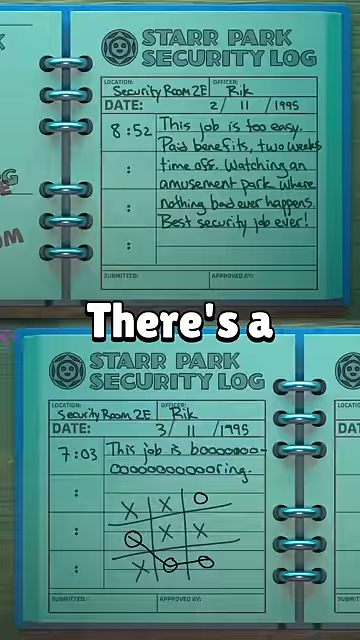 STARR PARK
SECURITY LOG
LOCATION: OFFICER:
Security Room 2E Rik
DATE: 2/ 11 /1995
8:52 This job is too easy.
Paid benefits, two weeks
: time off. Watching an
amusement park where
: nothing bad ever happens.
Best security job ever!
:
SUBMITTED: APPROVED BY:
There's a
STARR PARK
SECURITY LOG
LOCATION: OFFICER:
Security Room 2E Rik
DATE: 3/ 11 /1995
7:03 This job is booooooo-
ooooooooooooring.
:
X X O
: O X X
: X O O
SUBMITTED: APPROVED BY: